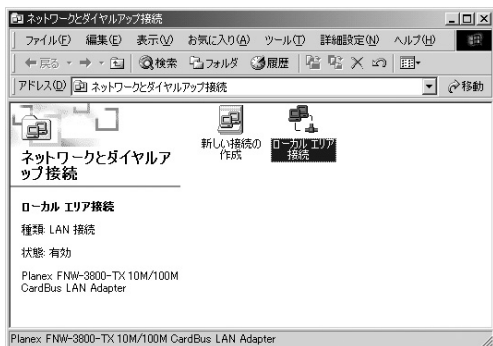 ネットワークとダイヤルアップ接続
ファイル(F) 編集(E) 表示(V) お気に入り(A) ツール(T) 詳細設定(N) ヘルプ(H)
戻る 検索 フォルダ 履歴
アドレス(D) ネットワークとダイヤルアップ接続 移動
ネットワークとダイヤルア
ップ接続
ローカル エリア接続
種類: LAN 接続
状態: 有効
Planex FNW-3800-TX 10M/100M
CardBus LAN Adapter
新しい接続の
作成
ローカル エリア
接続
Planex FNW-3800-TX 10M/100M CardBus LAN Adapter